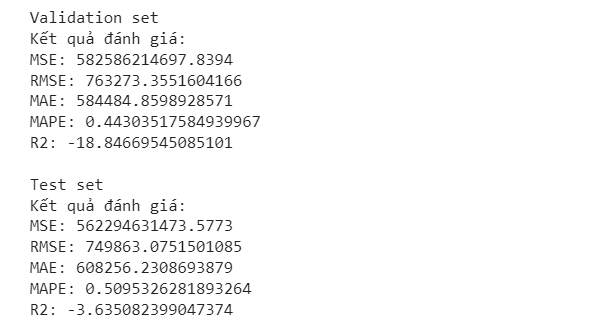 Validation set
Kết quả đánh giá:
MSE: 582586214697.8394
RMSE: 763273.3551604166
MAE: 584484.8598928571
MAPE: 0.44303517584939967
R2: -18.84669545085101
Test set
Kết quả đánh giá:
MSE: 562294631473.5773
RMSE: 749863.0751501085
MAE: 608256.2308693879
MAPE: 0.5095326281893264
R2: -3.635082399047374